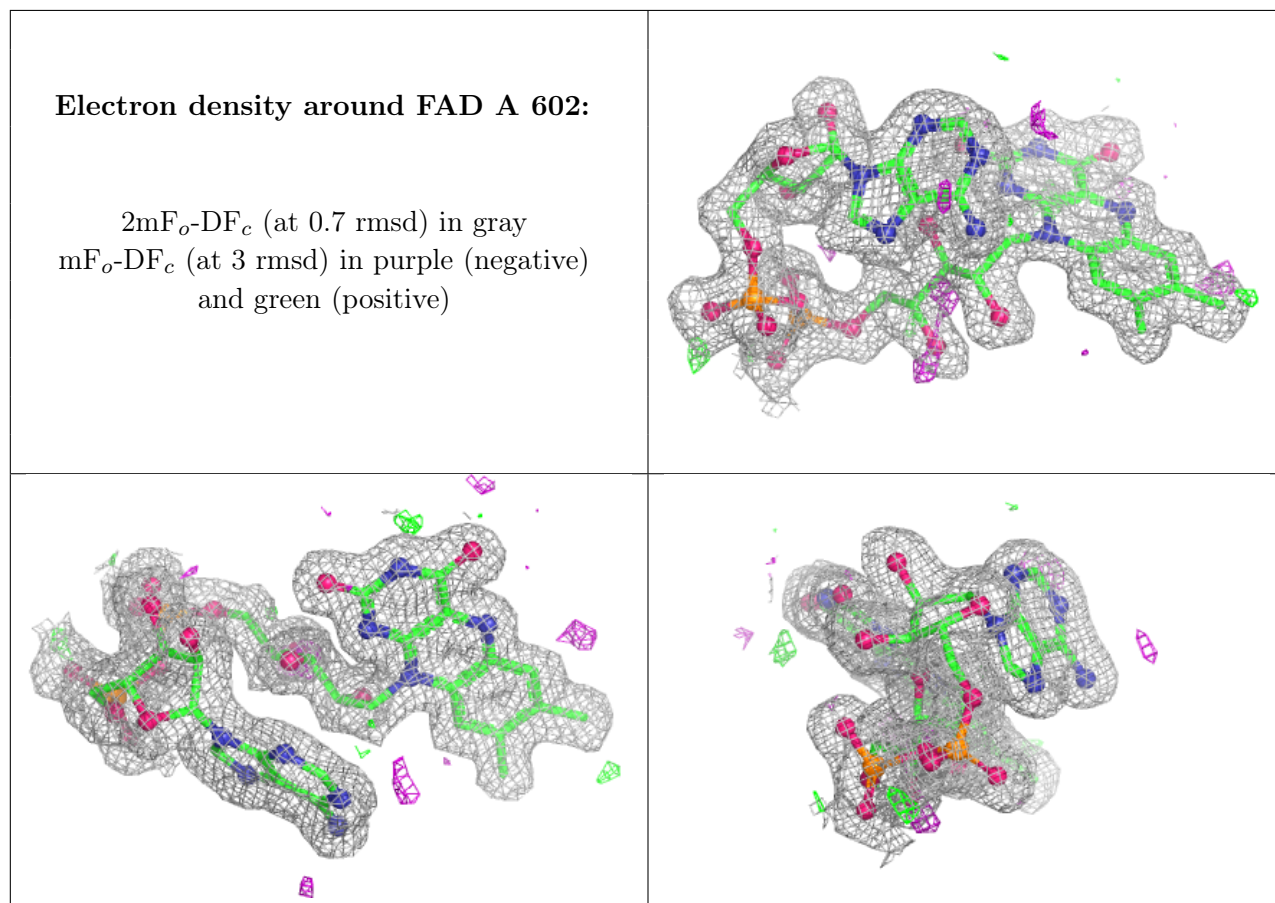 Electron density around FAD A 602:
2mFo-DFc (at 0.7 rmsd) in gray
mFo-DFc (at 3 rmsd) in purple (negative)
and green (positive)